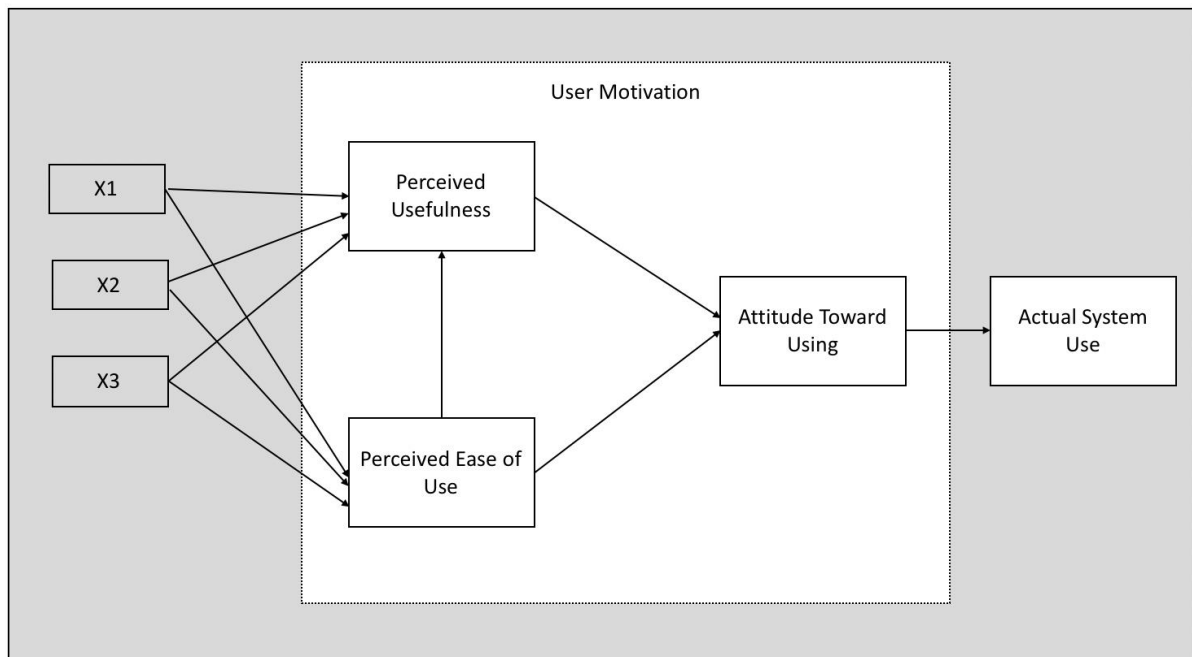 User Motivation
X1
X2
X3
Perceived
Usefulness
Perceived Ease of
Use
Attitude Toward
Using
Actual System
Use